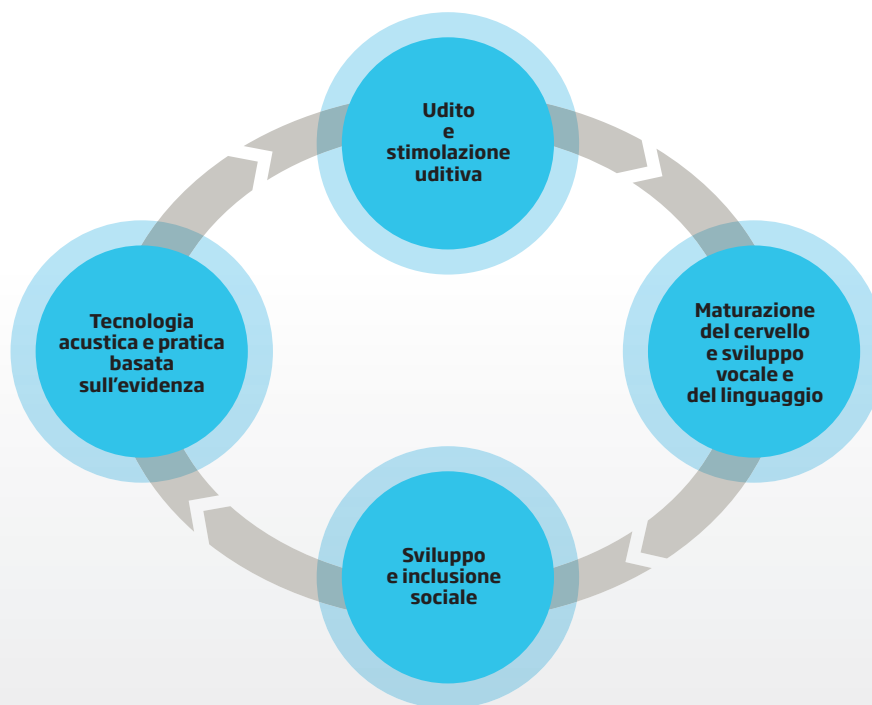 Udito
e
stimolazione
uditiva
Tecnologia
acustica e pratica
basata
sull'evidenza
Maturazione
del cervello
e sviluppo
vocale e
del linguaggio
Sviluppo
e inclusione
sociale